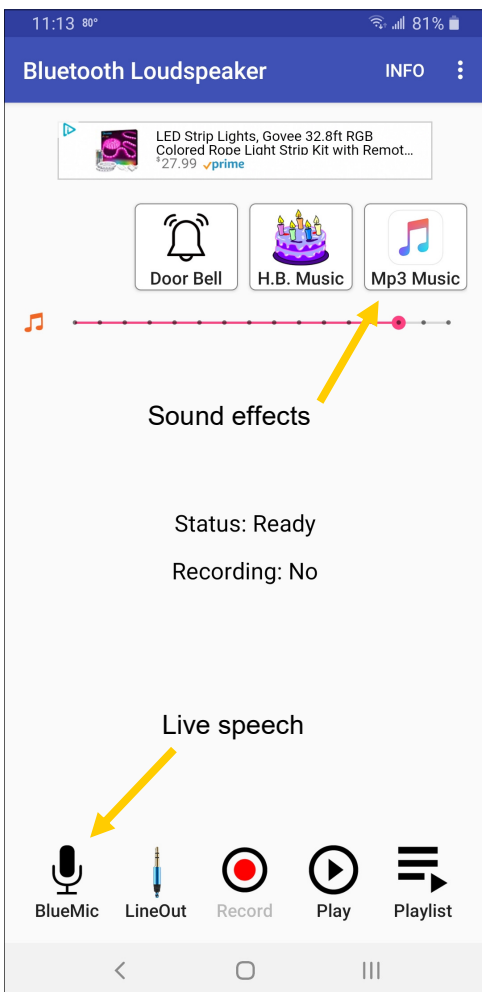 11:13 80° 81%
Bluetooth Loudspeaker INFO
LED Strip Lights, Govee 32.8ft RGB
Colored Rope Light Strip Kit with Remot...
$27.99 prime
Door Bell H.B. Music Mp3 Music
Sound effects
Status: Ready
Recording: No
Live speech
BlueMic LineOut Record Play Playlist